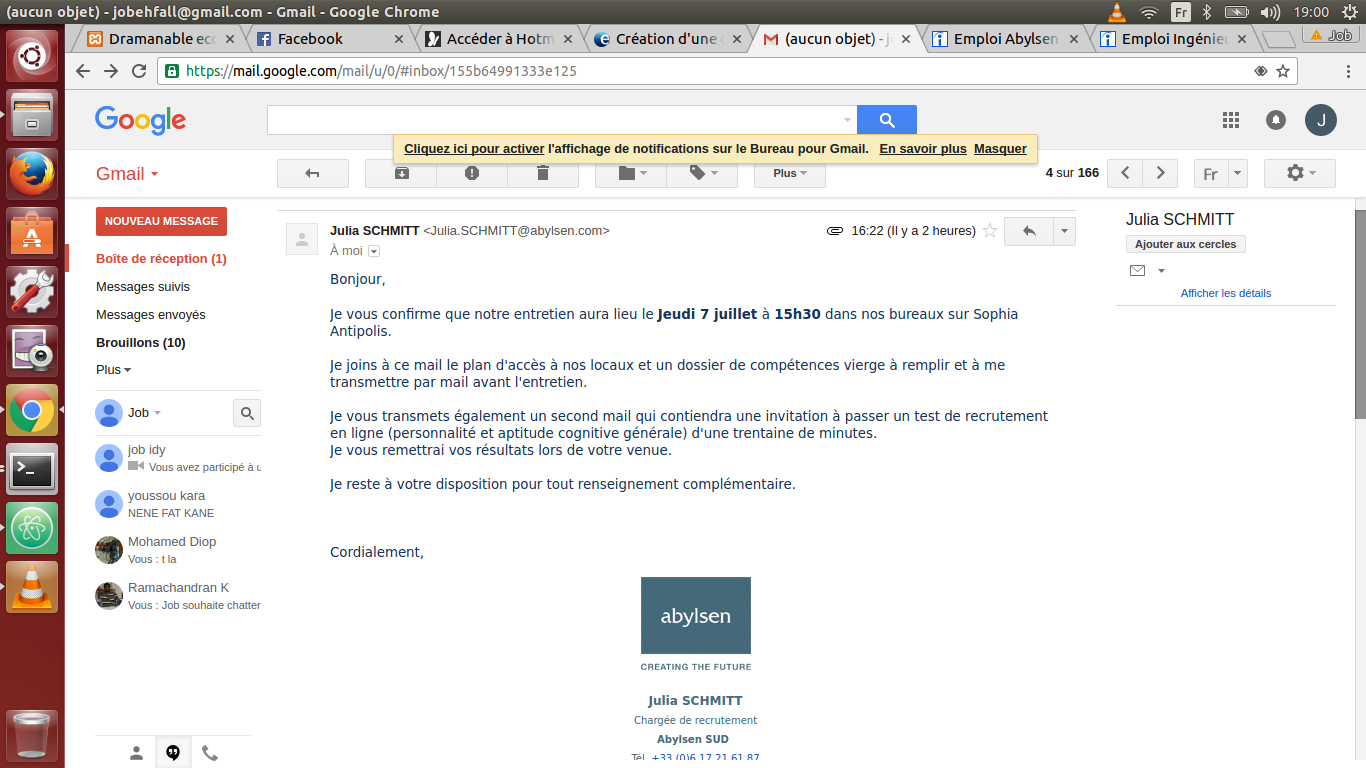 (aucun objet) - jobehfall@gmail.com - Gmail - Google Chrome
Fr
19:00
Dramanable ec
Facebook
Accéder à Hotm
Création d'une
(aucun objet) - j
Emploi Abylsen
Emploi Ingénie
Job
https://mail.google.com/mail/u/0/#inbox/155b64991333e125
Google
J
Cliquez ici pour activer l'affichage de notifications sur le Bureau pour Gmail. En savoir plus Masquer
Gmail
Plus
4 sur 166
Fr
NOUVEAU MESSAGE
Boîte de réception (1)
Messages suivis
Messages envoyés
Brouillons (10)
Plus
Job
job idy
Vous avez participé à u
youssou kara
NENE FAT KANE
Mohamed Diop
Vous : t la
Ramachandran K
Vous : Job souhaite chatter
Julia SCHMITT <Julia.SCHMITT@abylsen.com>
16:22 (Il y a 2 heures)
À moi
Bonjour,
Je vous confirme que notre entretien aura lieu le Jeudi 7 juillet à 15h30 dans nos bureaux sur Sophia
Antipolis.
Je joins à ce mail le plan d'accès à nos locaux et un dossier de compétences vierge à remplir et à me
transmettre par mail avant l'entretien.
Je vous transmets également un second mail qui contiendra une invitation à passer un test de recrutement
en ligne (personnalité et aptitude cognitive générale) d'une trentaine de minutes.
Je vous remettrai vos résultats lors de votre venue.
Je reste à votre disposition pour tout renseignement complémentaire.
Cordialement,
abylsen
CREATING THE FUTURE
Julia SCHMITT
Chargée de recrutement
Abylsen SUD
Tél. +33 (0)6 17 21 61 87
Julia SCHMITT
Ajouter aux cercles
Afficher les détails